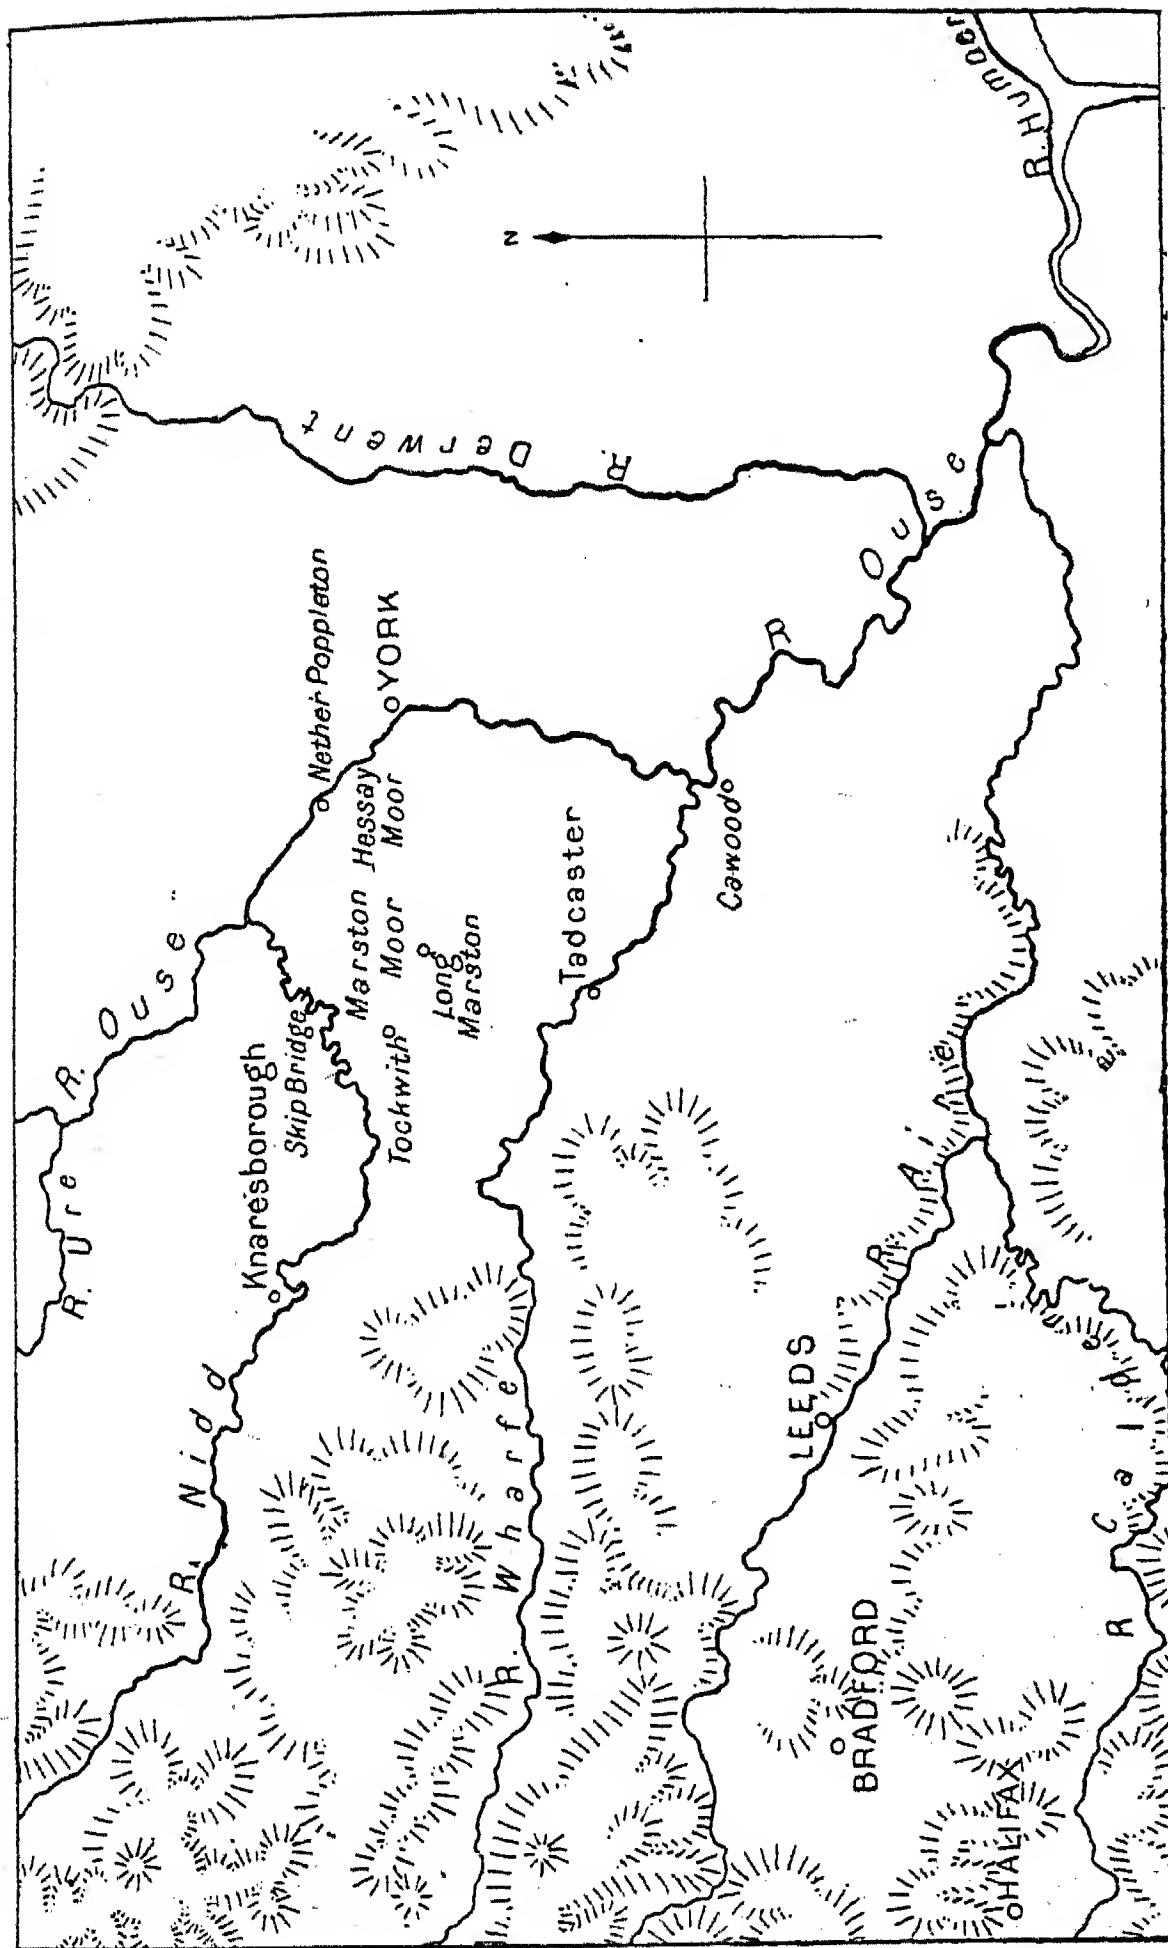 R. Ure
R. Ouse
R. Nidd
Knaresborough
Skip Bridge
Nether Poppleton
YORK
Marston
Moor
Hessay
Moor
Tockwith
Long
Marston
R. Wharfe
Tadcaster
Cawood
R. Derwent
N
R Ouse
R. Humber
LEEDS
R. Aire
BRADFORD
HALIFAX
R Calder